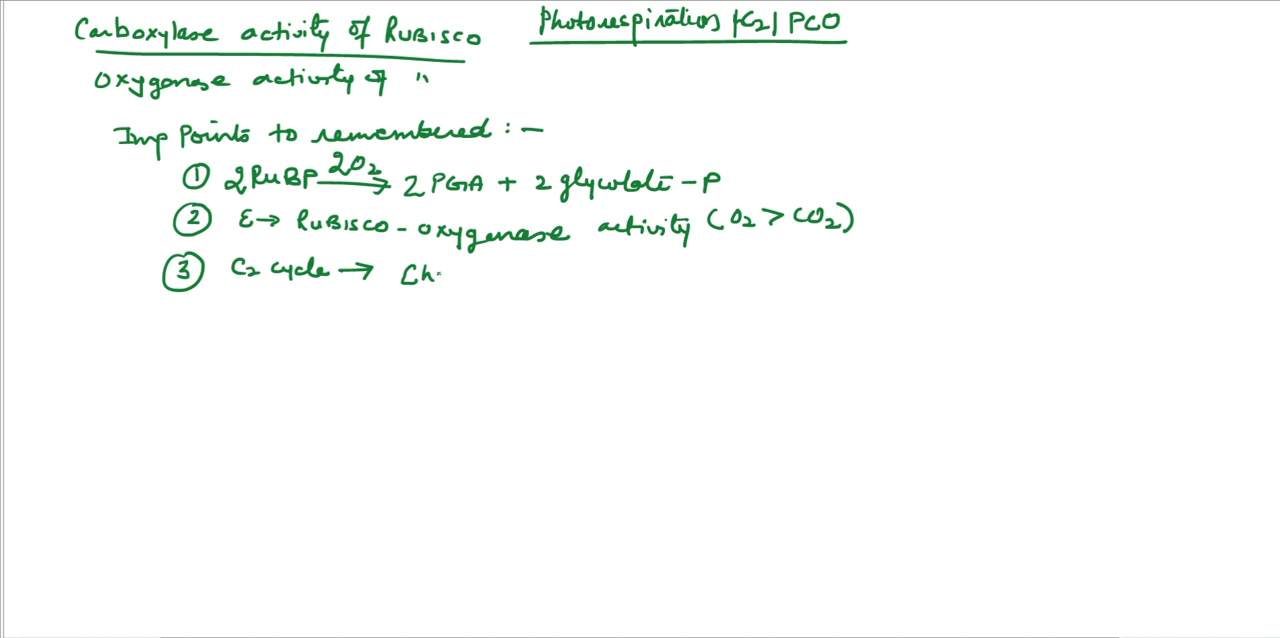 Carboxylase activity of RUBISCO
Photorespiration | C2 | PCO
Oxygenase activity of "
Imp Points to remembered : –
① 2RuBP 2O2 → 2 PGA + 2 glycolate - P
② E → RUBISCO - oxygenase activity (O2 > CO2)
③ C2 cycle → Ch